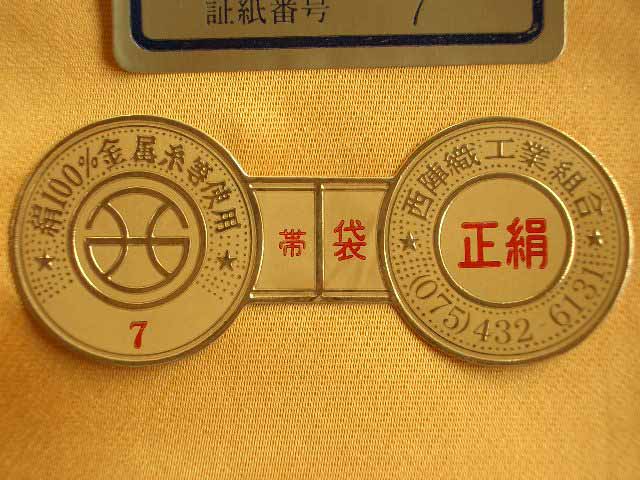 証紙番号 7
絹100%金属糸等使用
7
帯
袋
西陣織工業組合
正絹
(075)432-6131